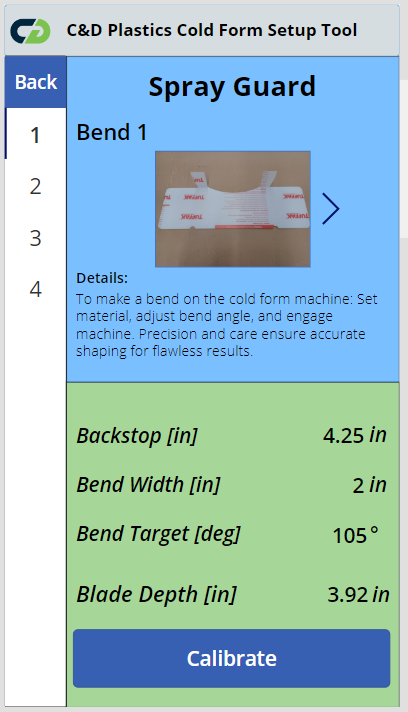 C&D Plastics Cold Form Setup Tool
Back
1
2
3
4
Spray Guard
Bend 1
TUFFAK
TUFFAK
TUFFAK
Details:
To make a bend on the cold form machine: Set
material, adjust bend angle, and engage
machine. Precision and care ensure accurate
shaping for flawless results.
Backstop [in] 4.25 in
Bend Width [in] 2 in
Bend Target [deg] 105°
Blade Depth [in] 3.92 in
Calibrate